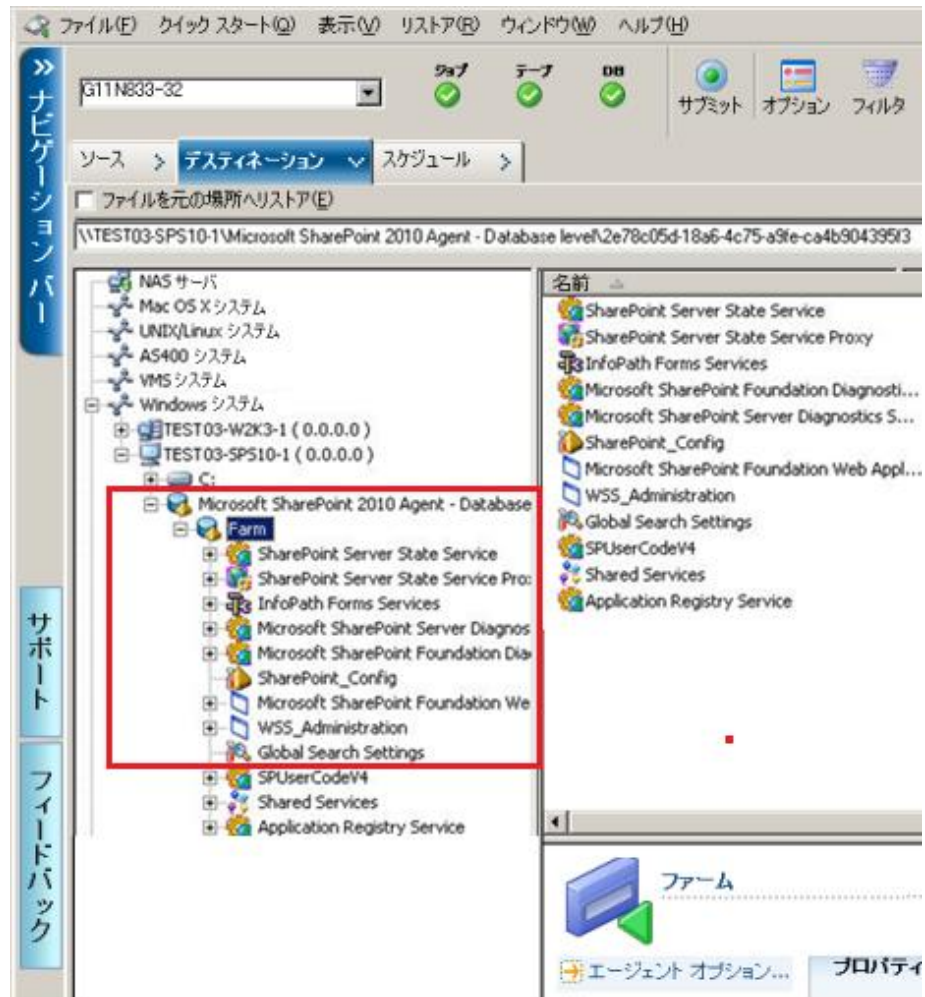 ファイル(F) クイック スタート(Q) 表示(V) リストア(R) ウィンドウ(W) ヘルプ(H)
» ナビゲーション バー
G11N833-32
ジョブ テープ DB
サブミット オプション フィルタ
ソース > デスティネーション スケジュール >
ファイルを元の場所へリストア(E)
\\TEST03-SPS10-1\Microsoft SharePoint 2010 Agent - Database level\2e78c05d-18a6-4c75-a9fe-ca4b904395f3
NAS サーバ
Mac OS X システム
UNIX/Linux システム
AS400 システム
VMS システム
Windows システム
TEST03-W2K3-1 ( 0.0.0.0 )
TEST03-SPS10-1 ( 0.0.0.0 )
C:
Microsoft SharePoint 2010 Agent - Database
Farm
SharePoint Server State Service
SharePoint Server State Service Pro
InfoPath Forms Services
Microsoft SharePoint Server Diagnos
Microsoft SharePoint Foundation Dia
SharePoint_Config
Microsoft SharePoint Foundation We
WSS_Administration
Global Search Settings
SPUserCodeV4
Shared Services
Application Registry Service
名前
SharePoint Server State Service
SharePoint Server State Service Proxy
InfoPath Forms Services
Microsoft SharePoint Foundation Diagnosti...
Microsoft SharePoint Server Diagnostics S...
SharePoint_Config
Microsoft SharePoint Foundation Web Appl...
WSS_Administration
Global Search Settings
SPUserCodeV4
Shared Services
Application Registry Service
サポート
フィードバック
ファーム
エージェント オプション... プロパティ